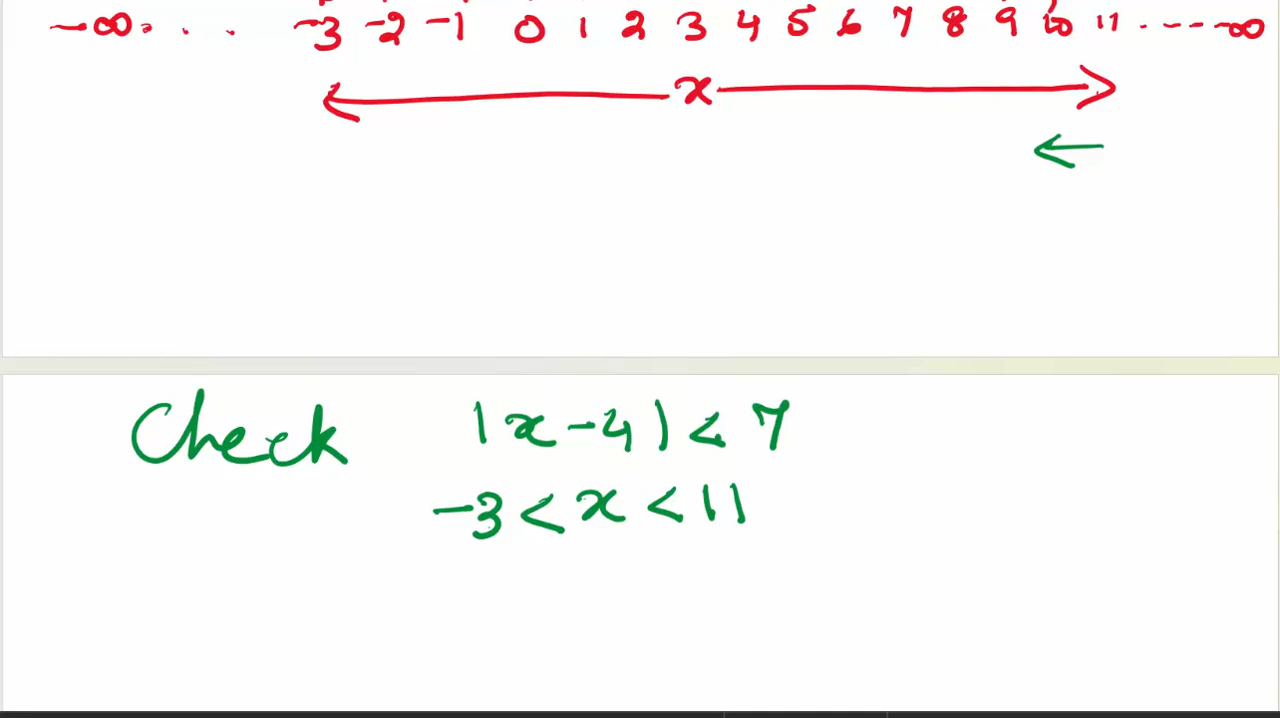 -∞. . . -3 -2 -1 0 1 2 3 4 5 6 7 8 9 10 11 . - - - -∞
x
Check |x-4|<7
-3<x<11